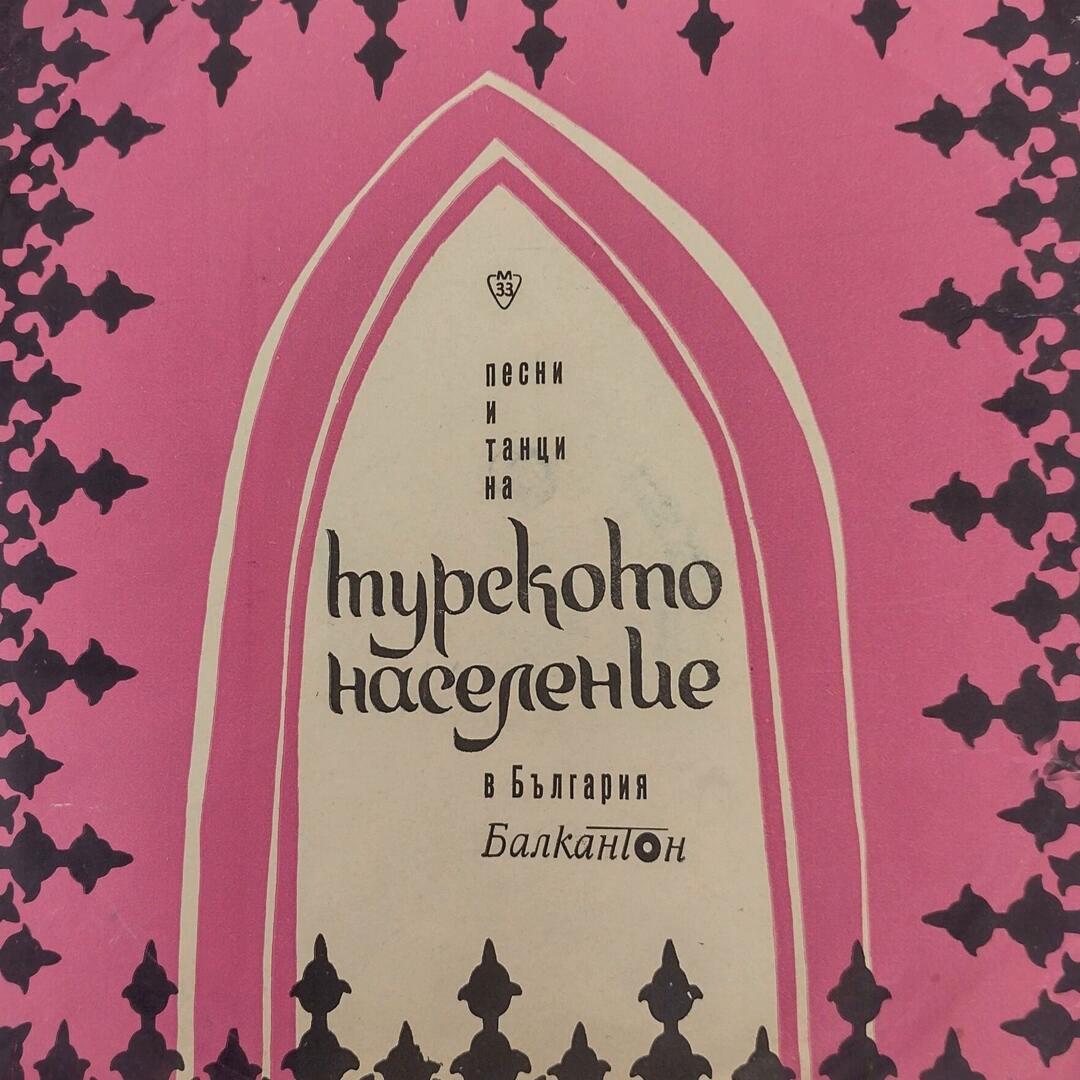 М
33
песни
и
танци
на
турското
население
в България
Балкантон